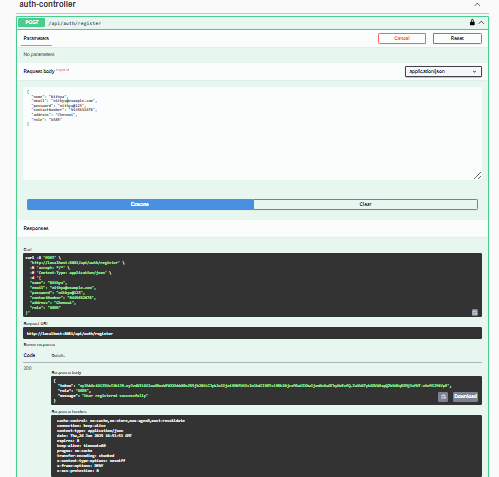 auth-controller
POST /api/auth/register
Parameters
Cancel
Reset
No parameters
Request body required
application/json
{
"name": "Nithya",
"email": "nithya@example.com",
"password": "nithya@123",
"contactNumber":
"address": "Chennai",
"role": "USER"
}
Execute
Clear
Responses
Curl
curl -X 'POST' \
'http://localhost:8081/api/auth/register' \
-H 'accept: */*' \
-H 'Content-Type: application/json' \
-d '{
"name": "Nithya",
"email": "nithya@example.com",
"password": "nithya@123",
"contactNumber":
"address": "Chennai",
"role": "USER"
}'
Request URL
http://localhost:8081/api/auth/register
Server response
Code
Details
200
Response body
{
"token":
"role": "USER",
"message": "User registered successfully"
}
Download
Response headers
cache-control: no-cache,no-store,max-age=0,must-revalidate
connection: keep-alive
content-type: application/json
date: Thu, 26 Jun 2025
expires: 0
keep-alive: timeout=60
pragma: no-cache
transfer-encoding: chunked
x-content-type-options: nosniff
x-frame-options: DENY
x-xss-protection: 0